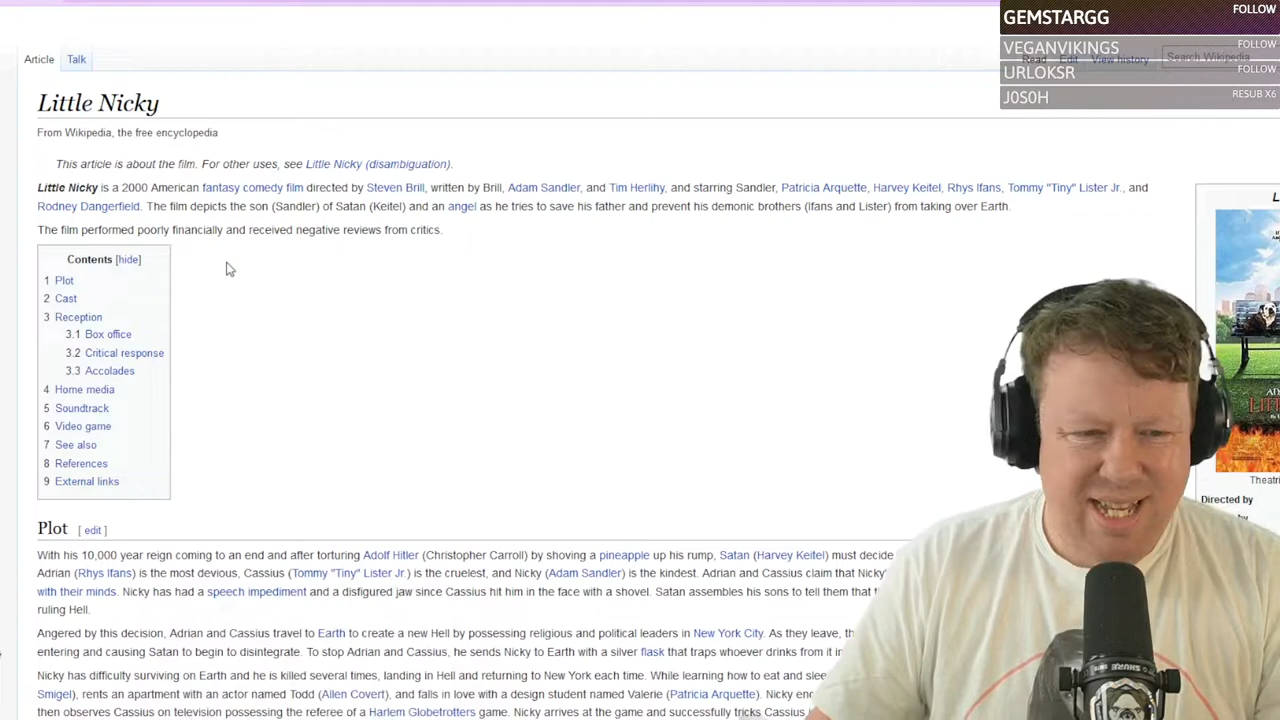 GEMSTARGG FOLLOW
VEGANVIKINGS FOLLOW
URLOKSR FOLLOW
J0S0H RESUB X6
Article Talk Read Edit View history Search Wikipedia
Little Nicky
From Wikipedia, the free encyclopedia
This article is about the film. For other uses, see Little Nicky (disambiguation).
Little Nicky is a 2000 American fantasy comedy film directed by Steven Brill, written by Brill, Adam Sandler, and Tim Herlihy, and starring Sandler, Patricia Arquette, Harvey Keitel, Rhys Ifans, Tommy "Tiny" Lister Jr., and
Rodney Dangerfield. The film depicts the son (Sandler) of Satan (Keitel) and an angel as he tries to save his father and prevent his demonic brothers (Ifans and Lister) from taking over Earth.
The film performed poorly financially and received negative reviews from critics.
Contents [hide]
1 Plot
2 Cast
3 Reception
3.1 Box office
3.2 Critical response
3.3 Accolades
4 Home media
5 Soundtrack
6 Video game
7 See also
8 References
9 External links
Directed by
Plot [ edit ]
With his 10,000 year reign coming to an end and after torturing Adolf Hitler (Christopher Carroll) by shoving a pineapple up his rump, Satan (Harvey Keitel) must decide
Adrian (Rhys Ifans) is the most devious, Cassius (Tommy "Tiny" Lister Jr.) is the cruelest, and Nicky (Adam Sandler) is the kindest. Adrian and Cassius claim that Nicky'
with their minds. Nicky has had a speech impediment and a disfigured jaw since Cassius hit him in the face with a shovel. Satan assembles his sons to tell them that
ruling Hell.
Angered by this decision, Adrian and Cassius travel to Earth to create a new Hell by possessing religious and political leaders in New York City. As they leave,
entering and causing Satan to begin to disintegrate. To stop Adrian and Cassius, he sends Nicky to Earth with a silver flask that traps whoever drinks from it
Nicky has difficulty surviving on Earth and he is killed several times, landing in Hell and returning to New York each time. While learning how to eat and
Smigel), rents an apartment with an actor named Todd (Allen Covert), and falls in love with a design student named Valerie (Patricia Arquette). Nicky
then observes Cassius on television possessing the referee of a Harlem Globetrotters game. Nicky arrives at the game and successfully tricks Cassius